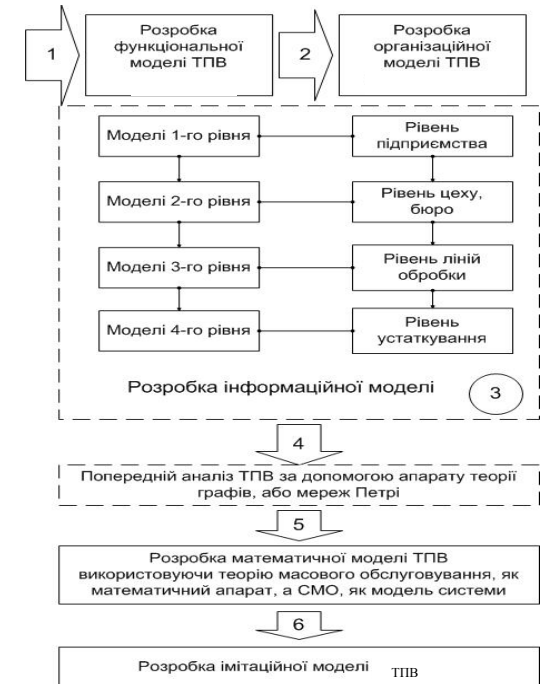 1
Розробка
функціональної
моделі ТПВ
2
Розробка
організаційної
моделі ТПВ
Моделі 1-го рівня
Рівень
підприємства
Моделі 2-го рівня
Рівень цеху,
бюро
Моделі 3-го рівня
Рівень ліній
обробки
Моделі 4-го рівня
Рівень
устаткування
Розробка інформаційної моделі
3
4
Попередній аналіз ТПВ за допомогою апарату теорії
графів, або мереж Петрі
5
Розробка математичної моделі ТПВ
використовуючи теорію масового обслуговування, як
математичний апарат, а СМО, як модель системи
6
Розробка імітаційної моделі ТПВ